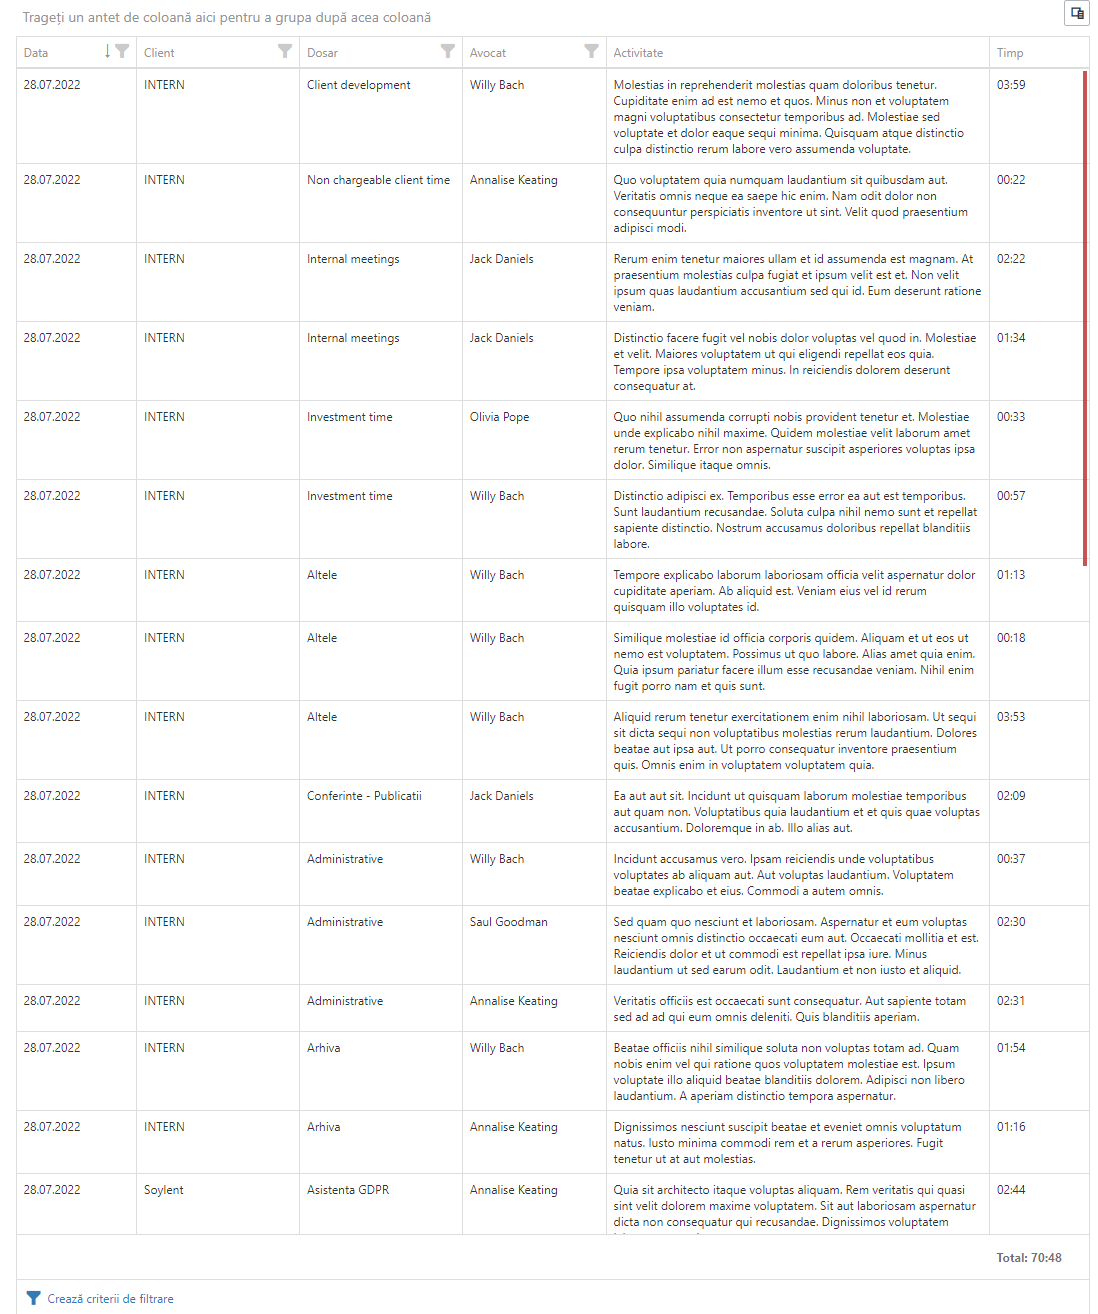 Trageți un antet de coloană aici pentru a grupa după acea coloană
Data Client Dosar Avocat Activitate Timp
28.07.2022 INTERN Client development Willy Bach Molestias in reprehenderit molestias quam doloribus tenetur. 03:59
Cupiditate enim ad est nemo et quos. Minus non et voluptatem
magni voluptatibus consectetur temporibus ad. Molestiae sed
voluptate et dolor eaque sequi minima. Quisquam atque distinctio
culpa distinctio rerum labore vero assumenda voluptate.
28.07.2022 INTERN Non chargeable client time Annalise Keating Quo voluptatem quia numquam laudantium sit quibusdam aut. 00:22
Veritatis omnis neque ea saepe hic enim. Nam odit dolor non
consequuntur perspiciatis inventore ut sint. Velit quod praesentium
adipisci modi.
28.07.2022 INTERN Internal meetings Jack Daniels Rerum enim tenetur maiores ullam et id assumenda est magnam. At 02:22
praesentium molestias culpa fugiat et ipsum velit est et. Non velit
ipsum quas laudantium accusantium sed qui id. Eum deserunt ratione
veniam.
28.07.2022 INTERN Internal meetings Jack Daniels Distinctio facere fugit vel nobis dolor voluptas vel quod in. Molestiae 01:34
et velit. Maiores voluptatem ut qui eligendi repellat eos quia.
Tempore ipsa voluptatem minus. In reiciendis dolorem deserunt
consequatur at.
28.07.2022 INTERN Investment time Olivia Pope Quo nihil assumenda corrupti nobis provident tenetur et. Molestiae 00:33
unde explicabo nihil maxime. Quidem molestiae velit laborum amet
rerum tenetur. Error non aspernatur suscipit asperiores voluptas ipsa
dolor. Similique itaque omnis.
28.07.2022 INTERN Investment time Willy Bach Distinctio adipisci ex. Temporibus esse error ea aut est temporibus. 00:57
Sunt laudantium recusandae. Soluta culpa nihil nemo sunt et repellat
sapiente distinctio. Nostrum accusamus doloribus repellat blanditiis
labore.
28.07.2022 INTERN Altele Willy Bach Tempore explicabo laborum laboriosam officia velit aspernatur dolor 01:13
cupiditate aperiam. Ab aliquid est. Veniam eius vel id rerum
quisquam illo voluptates id.
28.07.2022 INTERN Altele Willy Bach Similique molestiae id officia corporis quidem. Aliquam et ut eos ut 00:18
nemo est voluptatem. Possimus ut quo labore. Alias amet quia enim.
Quia ipsum pariatur facere illum esse recusandae veniam. Nihil enim
fugit porro nam et quis sunt.
28.07.2022 INTERN Altele Willy Bach Aliquid rerum tenetur exercitationem enim nihil laboriosam. Ut sequi 03:53
sit dicta sequi non voluptatibus molestias rerum laudantium. Dolores
beatae aut ipsa aut. Ut porro consequatur inventore praesentium
quis. Omnis enim in voluptatem voluptatem quia.
28.07.2022 INTERN Conferinte - Publicatii Jack Daniels Ea aut aut sit. Incidunt ut quisquam laborum molestiae temporibus 02:09
aut quam non. Voluptatibus quia laudantium et et quis quae voluptas
accusantium. Doloremque in ab. Illo alias aut.
28.07.2022 INTERN Administrative Willy Bach Incidunt accusamus vero. Ipsam reiciendis unde voluptatibus 00:37
voluptates ab aliquam aut. Aut voluptas laudantium. Voluptatem
beatae explicabo et eius. Commodi a autem omnis.
28.07.2022 INTERN Administrative Saul Goodman Sed quam quo nesciunt et laboriosam. Aspernatur et eum voluptas 02:30
nesciunt omnis distinctio occaecati eum aut. Occaecati mollitia et est.
Reiciendis dolor et ut commodi est repellat ipsa iure. Minus
laudantium ut sed earum odit. Laudantium et non iusto et aliquid.
28.07.2022 INTERN Administrative Annalise Keating Veritatis officiis est occaecati sunt consequatur. Aut sapiente totam 02:31
sed ad ad qui eum omnis deleniti. Quis blanditiis aperiam.
28.07.2022 INTERN Arhiva Willy Bach Beatae officiis nihil similique soluta non voluptas totam ad. Quam 01:54
nobis enim vel qui ratione quos voluptatem molestiae est. Ipsum
voluptate illo aliquid beatae blanditiis dolorem. Adipisci non libero
laudantium. A aperiam distinctio tempora aspernatur.
28.07.2022 INTERN Arhiva Annalise Keating Dignissimos nesciunt suscipit beatae et eveniet omnis voluptatum 01:16
natus. Iusto minima commodi rem et a rerum asperiores. Fugit
tenetur ut at aut molestias.
28.07.2022 Soylent Asistenta GDPR Annalise Keating Quia sit architecto itaque voluptas aliquam. Rem veritatis qui quasi 02:44
sint velit dolorem maxime voluptatem. Sit aut laboriosam aspernatur
dicta non consequatur qui recusandae. Dignissimos voluptatem
Total: 70:48
Crează criterii de filtrare